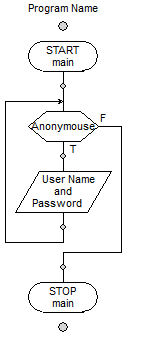 Program Name
START
main
Anonymouse
F
T
User Name
and
Password
STOP
main